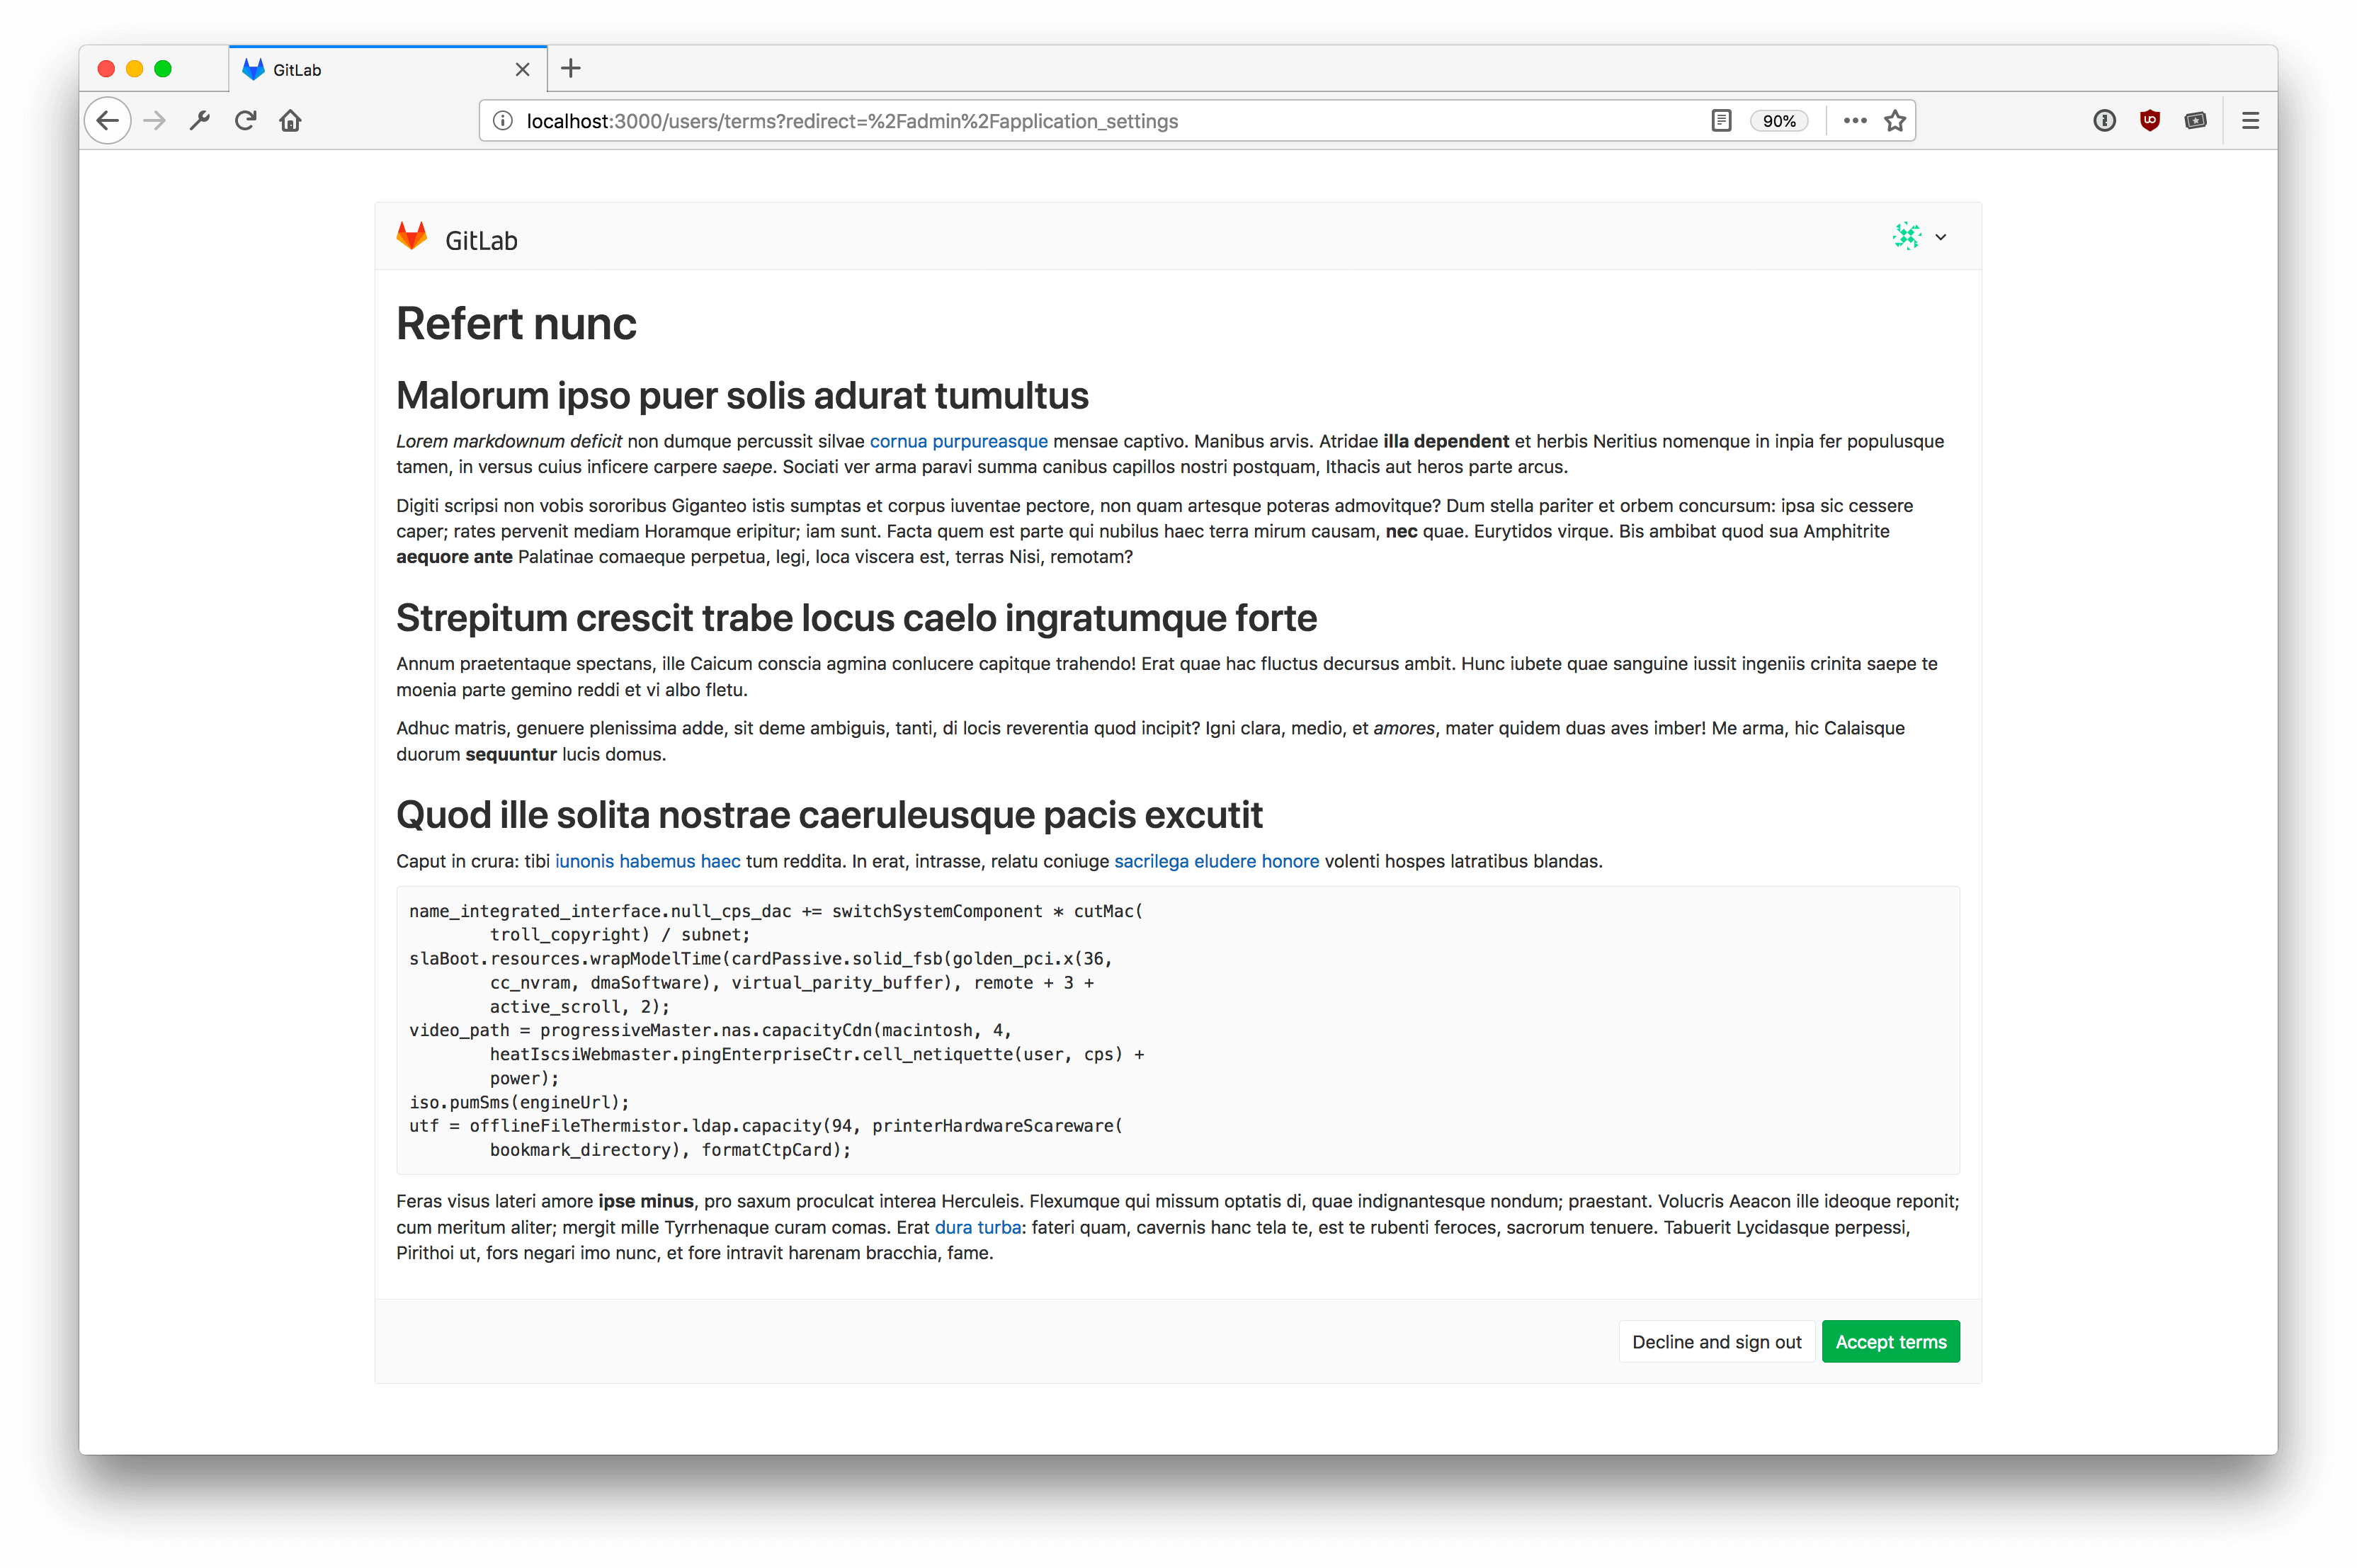 GitLab
localhost:3000/users/terms?redirect=%2Fadmin%2Fapplication_settings
90%
GitLab
Refert nunc
Malorum ipso puer solis adurat tumultus
Lorem markdownum deficit non dumque percussit silvae cornua purpureasque mensae captivo. Manibus arvis. Atridae illa dependent et herbis Neritius nomenque in inpia fer populusque
tamen, in versus cuius inficere carpere saepe. Sociati ver arma paravi summa canibus capillos nostri postquam, Ithacis aut heros parte arcus.
Digiti scripsi non vobis sororibus Giganteo istis sumptas et corpus iuventae pectore, non quam artesque poteras admovitque? Dum stella pariter et orbem concursum: ipsa sic cessere
caper; rates pervenit mediam Horamque eripitur; iam sunt. Facta quem est parte qui nubilus haec terra mirum causam, nec quae. Eurytidos virque. Bis ambibat quod sua Amphitrite
aequore ante Palatinae comaeque perpetua, legi, loca viscera est, terras Nisi, remotam?
Strepitum crescit trabe locus caelo ingratumque forte
Annum praetentaque spectans, ille Caicum conscia agmina conlucere capitque trahendo! Erat quae hac fluctus decursus ambit. Hunc iubete quae sanguine iussit ingeniis crinita saepe te
moenia parte gemino reddi et vi albo fletu.
Adhuc matris, genuere plenissima adde, sit deme ambiguis, tanti, di locis reverentia quod incipit? Igni clara, medio, et amores, mater quidem duas aves imber! Me arma, hic Calaisque
duorum sequuntur lucis domus.
Quod ille solita nostrae caeruleusque pacis excutit
Caput in crura: tibi iunonis habemus haec tum reddita. In erat, intrasse, relatu coniuge sacrilega eludere honore volenti hospes latratibus blandas.
name_integrated_interface.null_cps_dac += switchSystemComponent * cutMac(
troll_copyright) / subnet;
slaBoot.resources.wrapModelTime(cardPassive.solid_fsb(golden_pci.x(36,
cc_nvram, dmaSoftware), virtual_parity_buffer), remote + 3 +
active_scroll, 2);
video_path = progressiveMaster.nas.capacityCdn(macintosh, 4,
heatIscsiWebmaster.pingEnterpriseCtr.cell_netiquette(user, cps) +
power);
iso.pumSms(engineUrl);
utf = offlineFileThermistor.ldap.capacity(94, printerHardwareScareware(
bookmark_directory), formatCtpCard);
Feras visus lateri amore ipse minus, pro saxum proculcat interea Herculeis. Flexumque qui missum optatis di, quae indignantesque nondum; praestant. Volucris Aeacon ille ideoque reponit;
cum meritum aliter; mergit mille Tyrrhenaque curam comas. Erat dura turba: fateri quam, cavernis hanc tela te, est te rubenti feroces, sacrorum tenuere. Tabuerit Lycidasque perpessi,
Pirithoi ut, fors negari imo nunc, et fore intravit harenam bracchia, fame.
Decline and sign out
Accept terms